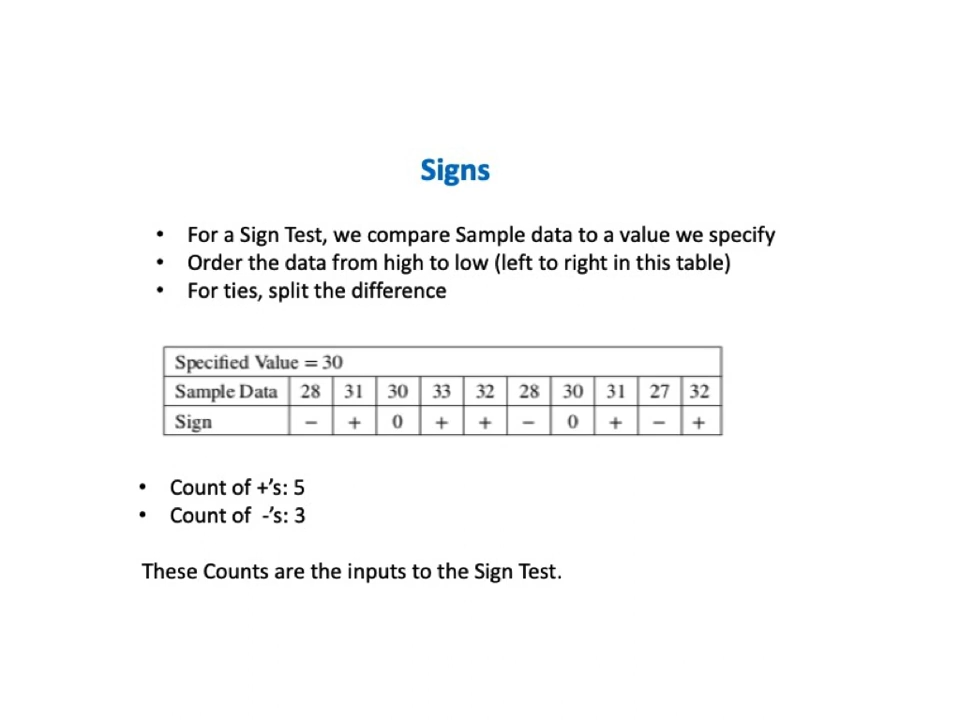 Signs
• For a Sign Test, we compare Sample data to a value we specify
• Order the data from high to low (left to right in this table)
• For ties, split the difference
Specified Value = 30
Sample Data 28 31 30 33 32 28 30 31 27 32
Sign − + 0 + + − 0 + − +
• Count of +’s: 5
• Count of -’s: 3
These Counts are the inputs to the Sign Test.